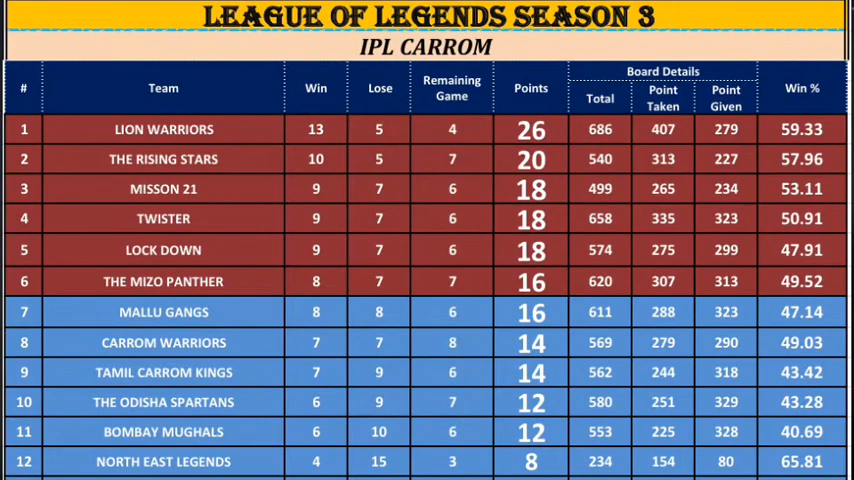 LEAGUE OF LEGENDS SEASON 3
IPL CARROM
# Team Win Lose Remaining Game Points Board Details Total Point Taken Point Given Win %
1 LION WARRIORS 13 5 4 26 686 407 279 59.33
2 THE RISING STARS 10 5 7 20 540 313 227 57.96
3 MISSON 21 9 7 6 18 499 265 234 53.11
4 TWISTER 9 7 6 18 658 335 323 50.91
5 LOCK DOWN 9 7 6 18 574 275 299 47.91
6 THE MIZO PANTHER 8 7 7 16 620 307 313 49.52
7 MALLU GANGS 8 8 6 16 611 288 323 47.14
8 CARROM WARRIORS 7 7 8 14 569 279 290 49.03
9 TAMIL CARROM KINGS 7 9 6 14 562 244 318 43.42
10 THE ODISHA SPARTANS 6 9 7 12 580 251 329 43.28
11 BOMBAY MUGHALS 6 10 6 12 553 225 328 40.69
12 NORTH EAST LEGENDS 4 15 3 8 234 154 80 65.81